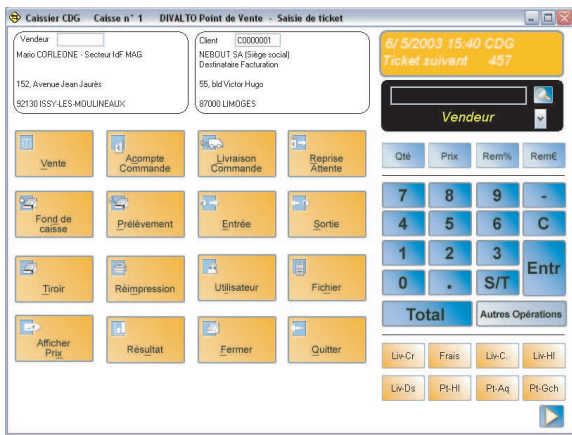 Caissier CDG Caisse n° 1 DIVALTO Point de Vente - Saisie de ticket
Vendeur
Mario CORLEONE - Secteur IdF MAG
152, Avenue Jean Jaurès
92130 ISSY-LES-MOULINEAUX
Client C0000001
NEBOUT SA (Siège social)
Destinataire Facturation
55, bld Victor Hugo
87000 LIMOGES
6/ 5/2003 15:40 CDG
Ticket suivant 457
Vendeur
Vente
Acompte
Commande
Livraison
Commande
Reprise
Attente
Fond de
caisse
Prélèvement
Entrée
Sortie
Tiroir
Réimpression
Utilisateur
Fichier
Afficher
Prix
Résultat
Fermer
Quitter
Qté Prix Rem% Rem€
7 8 9 -
4 5 6 C
1 2 3
Entr
0 . S/T
Total Autres Opérations
Liv-Cr Frais Liv-C. Liv-Hl
Liv-Ds Pt-Hl Pt-Aq Pt-Gch